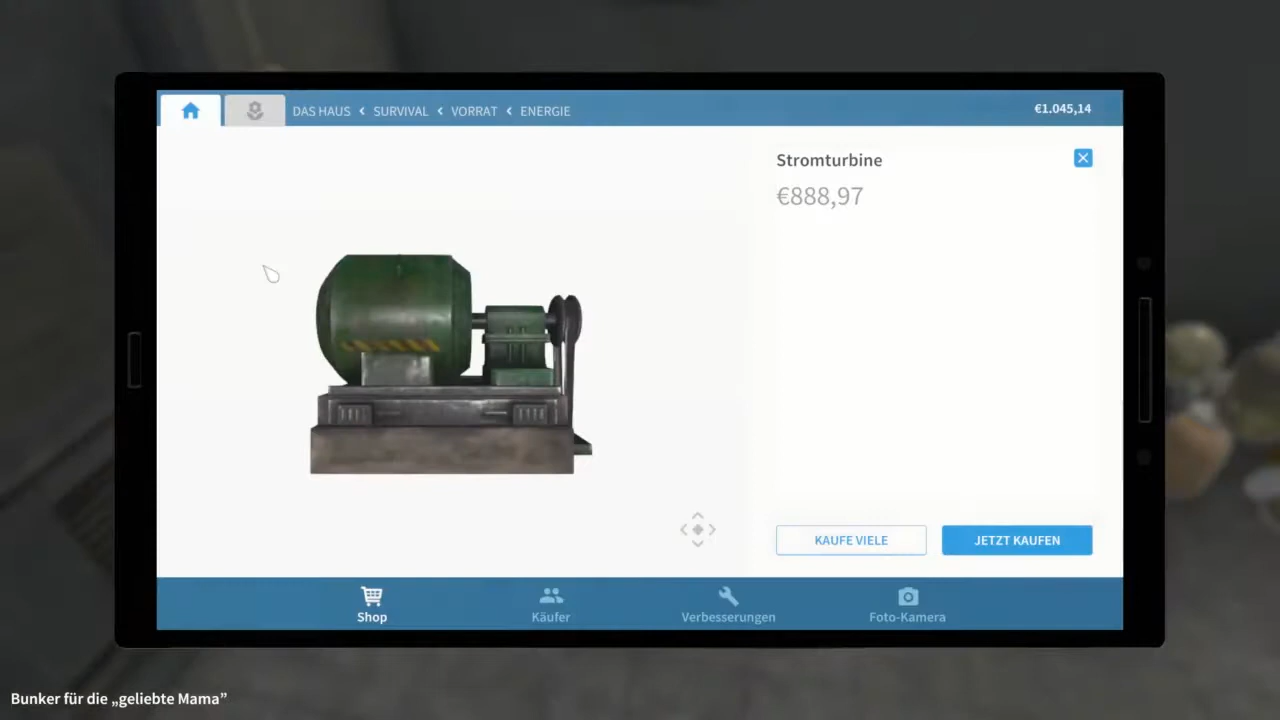 DAS HAUS < SURVIVAL < VORRAT < ENERGIE
€1.045,14
Stromturbine
€888,97
KAUFE VIELE
JETZT KAUFEN
Shop
Käufer
Verbesserungen
Foto-Kamera
Bunker für die „geliebte Mama”